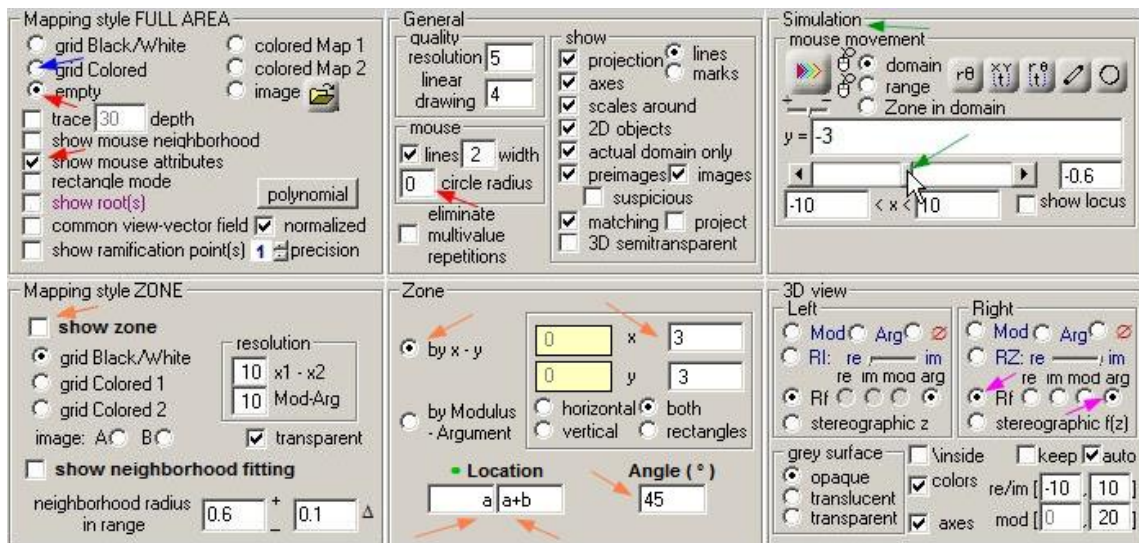 Mapping style FULL AREA
grid Black/White
colored Map 1
grid Colored
colored Map 2
empty
image
trace 30 depth
show mouse neighborhood
show mouse attributes
rectangle mode
show root(s)
polynomial
common view-vector field
normalized
show ramification point(s) 1 precision
General
quality
resolution 5
linear
drawing 4
mouse
lines 2 width
0 circle radius
eliminate
multivalue
repetitions
show
projection
lines
marks
axes
scales around
2D objects
actual domain only
preimages images
suspicious
matching project
3D semitransparent
Simulation
mouse movement
domain
range
Zone in domain
rθ
xy (t)
rθ (t)
+ -
y = -3
-0.6
-10 < x < 10
show locus
Mapping style ZONE
show zone
grid Black/White
grid Colored 1
grid Colored 2
resolution
10 x1 - x2
10 Mod-Arg
image: A B
transparent
show neighborhood fitting
neighborhood radius
in range
0.6 + - 0.1 Δ
Zone
by x - y
0 x 3
0 y 3
by Modulus
- Argument
horizontal both
vertical rectangles
Location
Angle (°)
a a+b
45
3D view
Left
Mod Arg Ø
RI: re im
re im mod arg
Rf
stereographic z
Right
Mod Arg Ø
RZ: re im
re im mod arg
Rf
stereographic f(z)
grey surface
opaque
translucent
transparent
\inside
keep auto
colors
re/im [-10 , 10 ]
axes
mod [0 , 20 ]